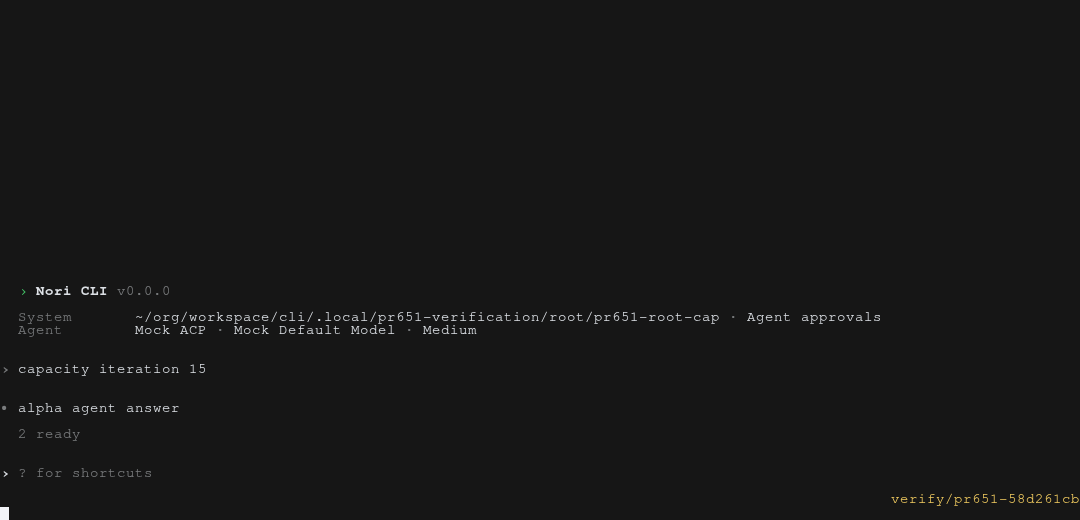 › Nori CLI v0.0.0
System ~/org/workspace/cli/.local/pr651-verification/root/pr651-root-cap · Agent approvals
Agent Mock ACP · Mock Default Model · Medium
› capacity iteration 15
• alpha agent answer
2 ready
› ? for shortcuts
verify/pr651-58d261cb